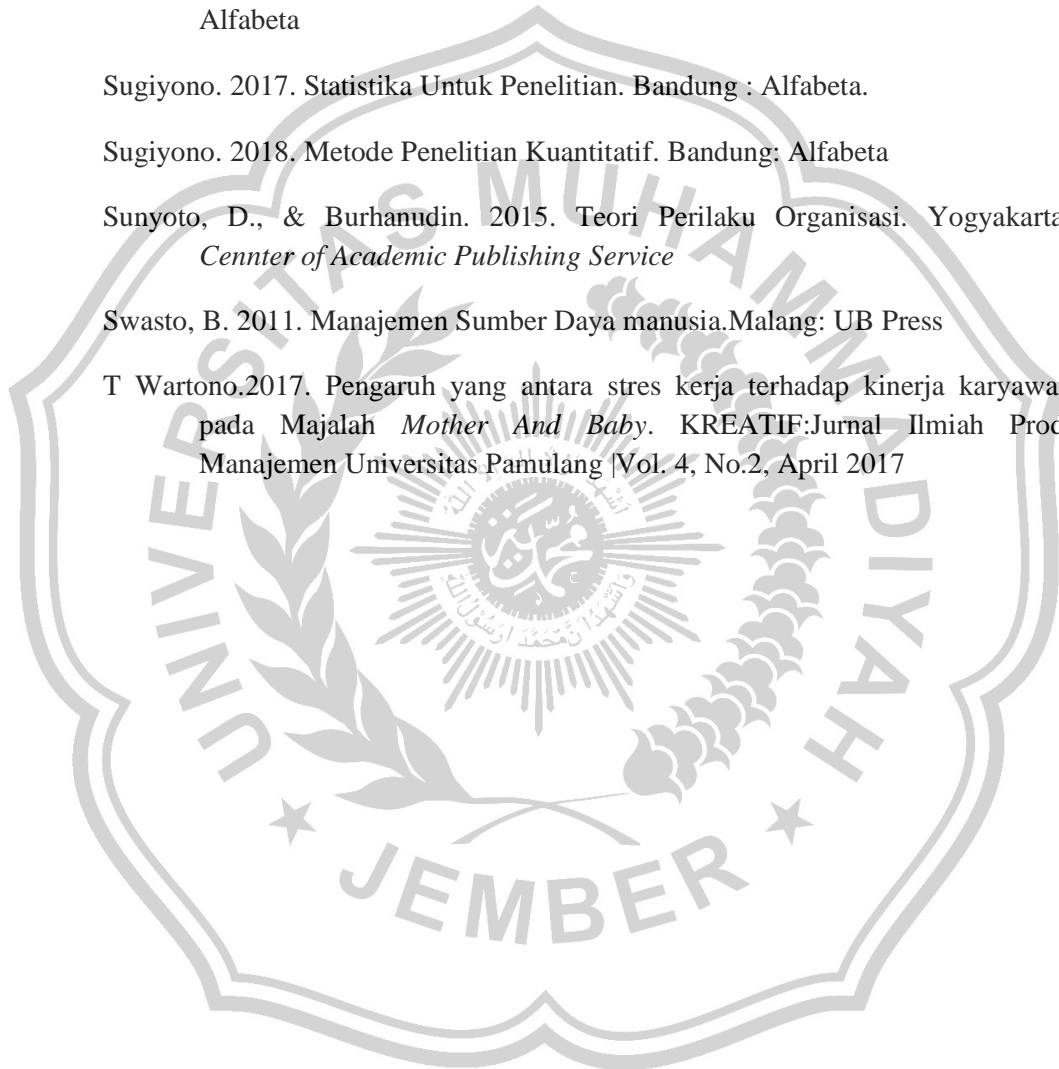 Alfabeta
Sugiyono. 2017. Statistika Untuk Penelitian. Bandung : Alfabeta.
Sugiyono. 2018. Metode Penelitian Kuantitatif. Bandung: Alfabeta
Sunyoto, D., & Burhanudin. 2015. Teori Perilaku Organisasi. Yogyakarta
Cennter of Academic Publishing Service
Swasto, B. 2011. Manajemen Sumber Daya manusia.Malang: UB Press
T Wartono.2017. Pengaruh yang antara stres kerja terhadap kinerja
pada Majalah Mother And Baby. KREATIF:Jurnal Ilmiah
Manajemen Universitas Pamulang |Vol. 4, No.2, April 2017
UNIVERSITAS MUHAMMADIYAH
JEMBER